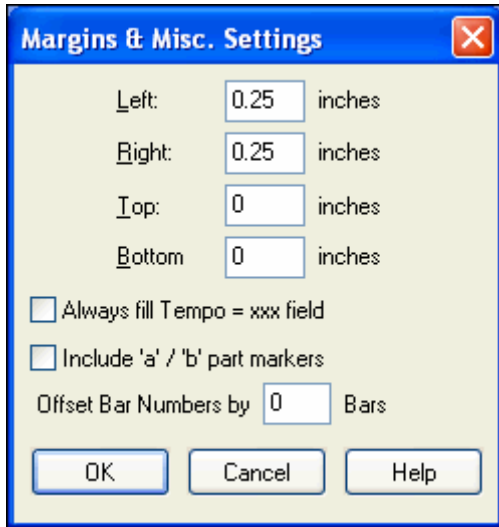 Margins & Misc. Settings
Left: 0.25 inches
Right: 0.25 inches
Top: 0 inches
Bottom 0 inches
Always fill Tempo = xxx field
Include 'a' / 'b' part markers
Offset Bar Numbers by 0 Bars
OK Cancel Help